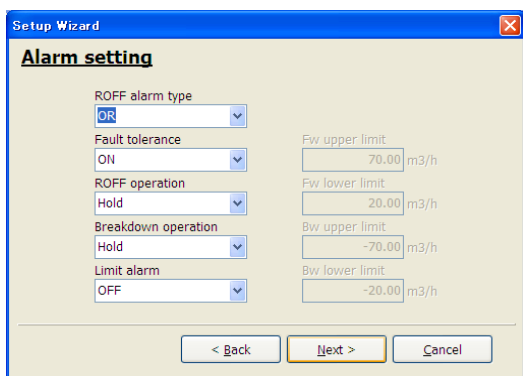 Setup Wizard
Alarm setting
ROFF alarm type
OR
Fault tolerance
ON
Fw upper limit
70.00 m3/h
ROFF operation
Hold
Fw lower limit
20.00 m3/h
Breakdown operation
Hold
Bw upper limit
-70.00 m3/h
Limit alarm
OFF
Bw lower limit
-20.00 m3/h
< Back
Next >
Cancel